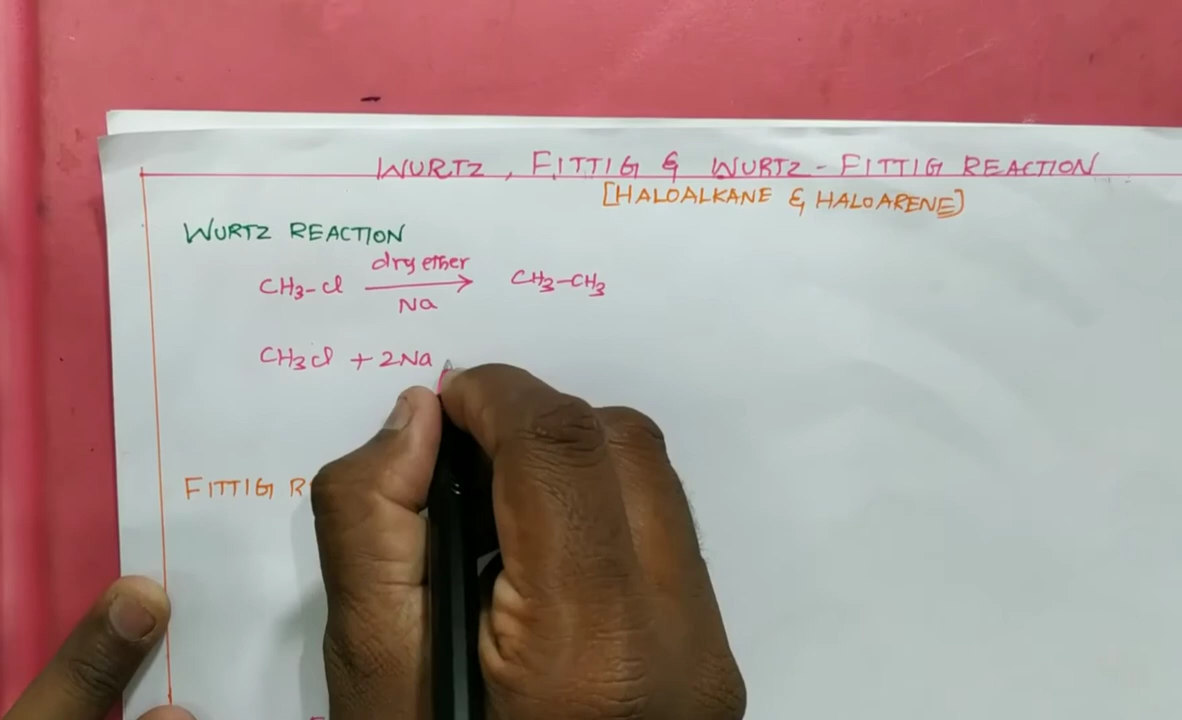 WURTZ, FITTIG & WURTZ-FITTIG REACTION
[HALOALKANE & HALOARENE]
WURTZ REACTION
dry ether
CH3-Cl → CH3-CH3
Na
CH3Cl + 2Na
FITTIG